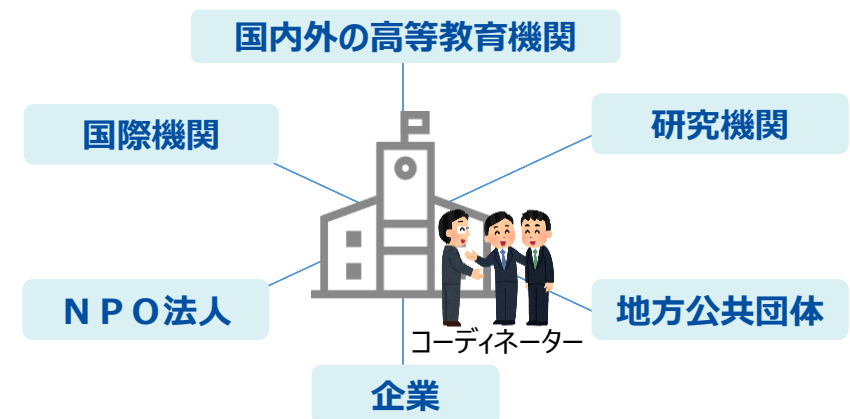 国内外の高等教育機関
国際機関
研究機関
ＮＰＯ法人
地方公共団体
コーディネーター
企業